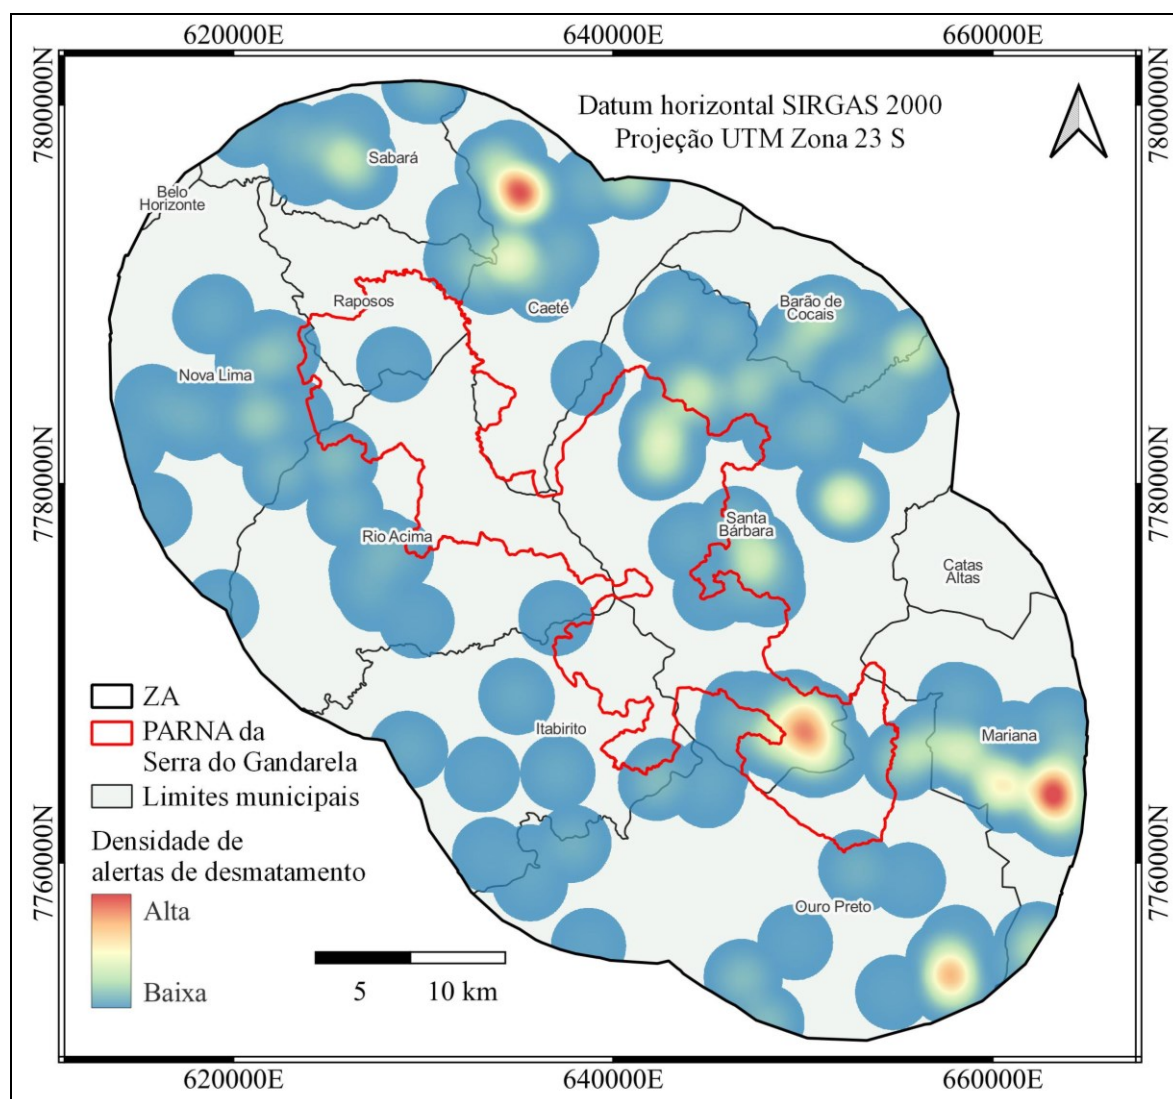 620000E 640000E 660000E
7800000N
7800000N
Datum horizontal SIRGAS 2000
Projeção UTM Zona 23 S
Sabará
Belo
Horizonte
Raposos
Caeté
Barão de
Cocais
Nova Lima
7780000N
7780000N
Santa
Bárbara
Rio Acima
Catas
Altas
ZA
PARNA da
Serra do Gandarela
Limites municipais
Itabirito
Mariana
Densidade de
alertas de desmatamento
Alta
Baixa
7760000N
7760000N
Ouro Preto
5 10 km
620000E 640000E 660000E